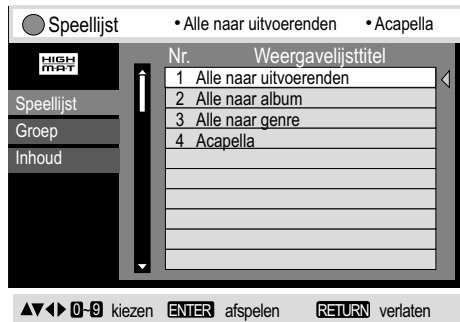 Speellijst • Alle naar uitvoerenden • Acapella
HIGH
MAT
Nr. Weergavelijsttitel
1 Alle naar uitvoerenden
2 Alle naar album
3 Alle naar genre
4 Acapella
Speellijst
Groep
Inhoud
▲▼◀▶ 0-9 kiezen ENTER afspelen RETURN verlaten